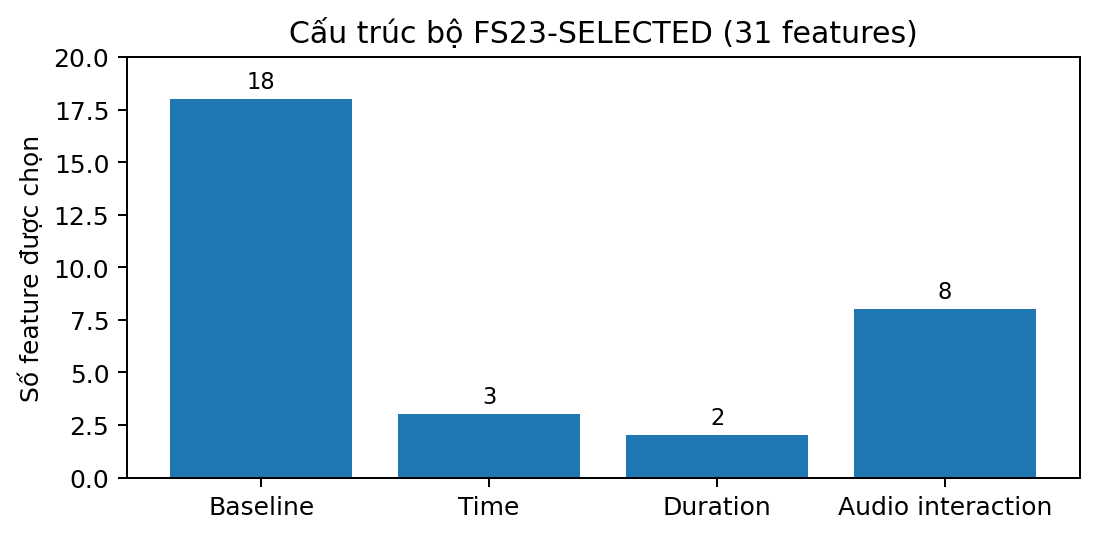 Cấu trúc bộ FS23-SELECTED (31 features)
Số feature được chọn
20.0
17.5
15.0
12.5
10.0
7.5
5.0
2.5
0.0
18
3
2
8
Baseline
Time
Duration
Audio interaction